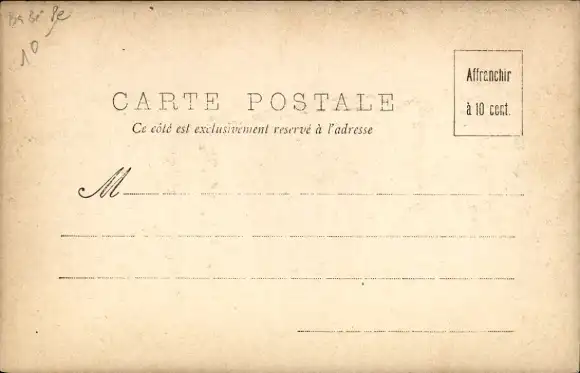 CARTE POSTALE
Ce côté est exclusivement reservé à l'adresse
Affranchir
à 10 cent.
M